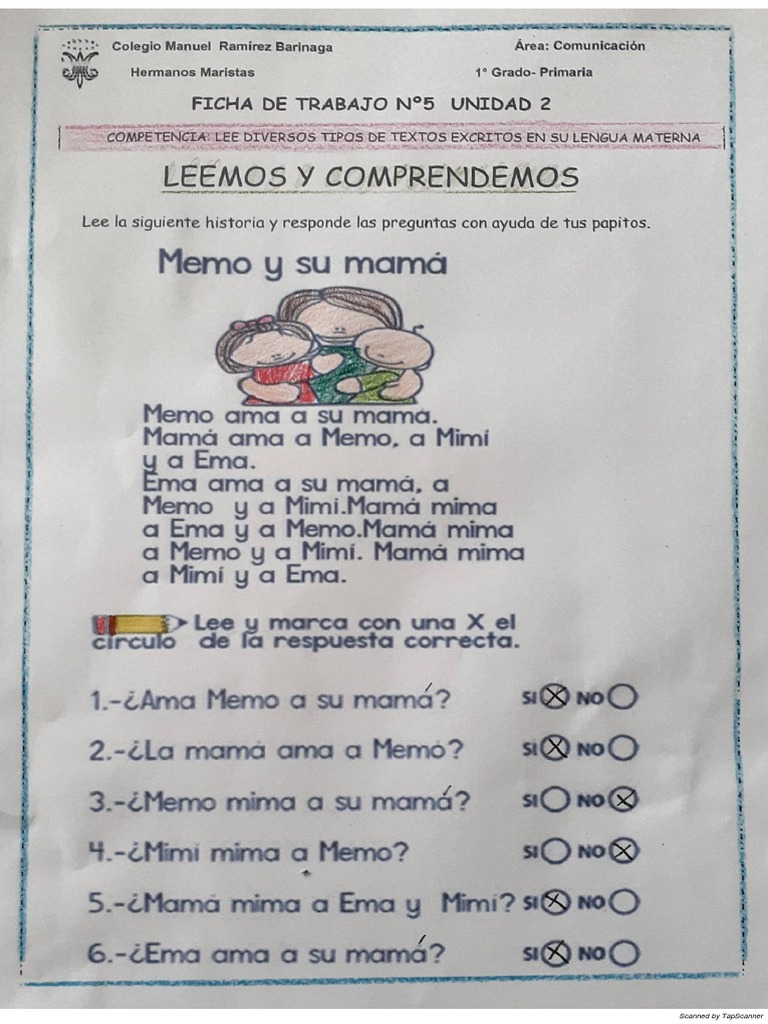 Colegio Manuel Ramírez Barinaga
Área: Comunicación
Hermanos Maristas
1° Grado- Primaria
FICHA DE TRABAJO N°5 UNIDAD 2
COMPETENCIA: LEE DIVERSOS TIPOS DE TEXTOS EXCRITOS EN SU LENGUA MATERNA
LEEMOS Y COMPRENDEMOS
Lee la siguiente historia y responde las preguntas con ayuda de tus papitos.
Memo y su mamá
Memo ama a su mamá.
Mamá ama a Memo, a Mimí
y a Ema.
Ema ama a su mamá, a
Memo y a Mimí.Mamá mima
a Ema y a Memo.Mamá mima
a Memo y a Mimí. Mamá mima
a Mimí y a Ema.
Lee y marca con una X el
círculo de la respuesta correcta.
1.-¿Ama Memo a su mamá? SI X NO
2.-¿La mamá ama a Memo? SI X NO
3.-¿Memo mima a su mamá? SI NO X
4.-¿Mimí mima a Memo? SI NO X
5.-¿Mamá mima a Ema y Mimí? SI X NO
6.-¿Ema ama a su mamá? SI X NO
Scanned by TapScanner